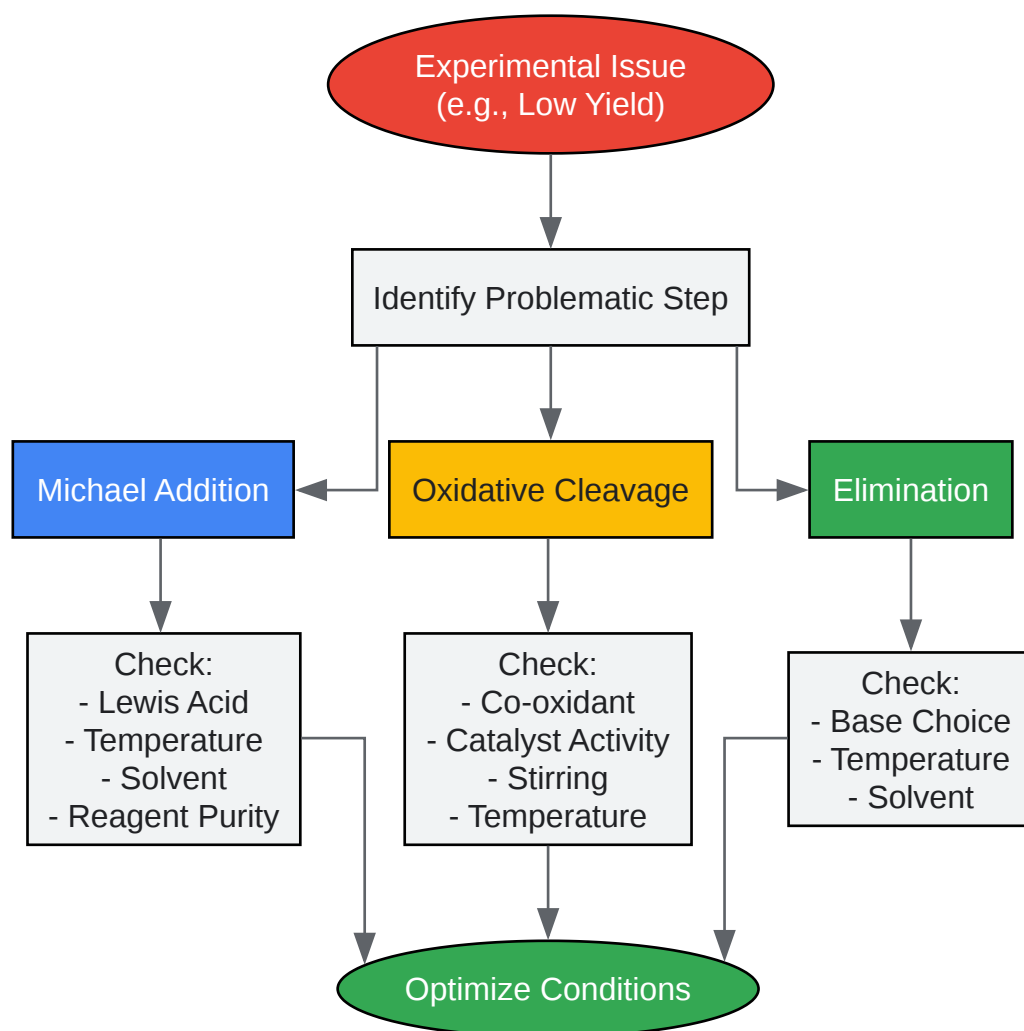 Experimental Issue
(e.g., Low Yield)
Identify Problematic Step
Michael Addition
Oxidative Cleavage
Elimination
Check:
- Lewis Acid
- Temperature
- Solvent
- Reagent Purity
Check:
- Co-oxidant
- Catalyst Activity
- Stirring
- Temperature
Check:
- Base Choice
- Temperature
- Solvent
Optimize Conditions